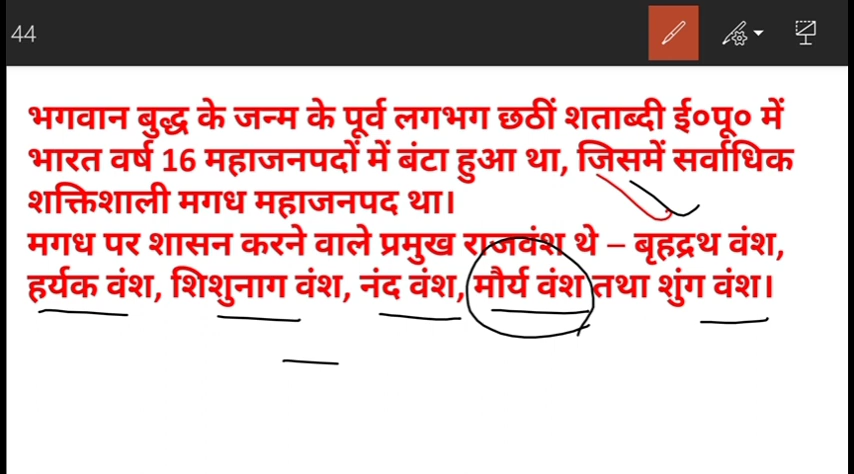 44
भगवान बुद्ध के जन्म के पूर्व लगभग छठीं शताब्दी ई०पू० में
भारत वर्ष 16 महाजनपदों में बंटा हुआ था, जिसमें सर्वाधिक
शक्तिशाली मगध महाजनपद था।
मगध पर शासन करने वाले प्रमुख राजवंश थे – बृहद्रथ वंश,
हर्यक वंश, शिशुनाग वंश, नंद वंश, मौर्य वंश तथा शुंग वंश।